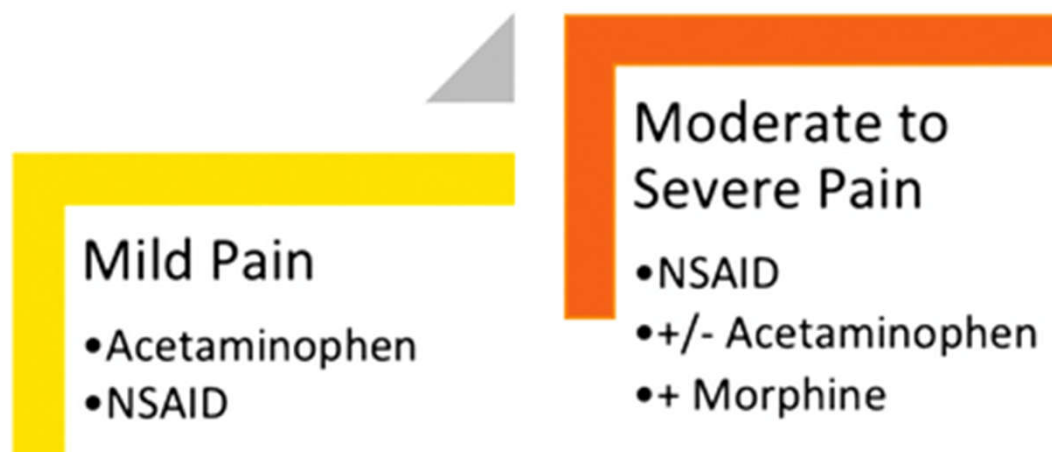 Mild Pain
•Acetaminophen
•NSAID
Moderate to
Severe Pain
•NSAID
•+/- Acetaminophen
•+ Morphine